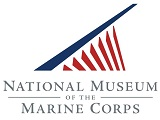 NATIONAL MUSEUM
OF THE
MARINE CORPS